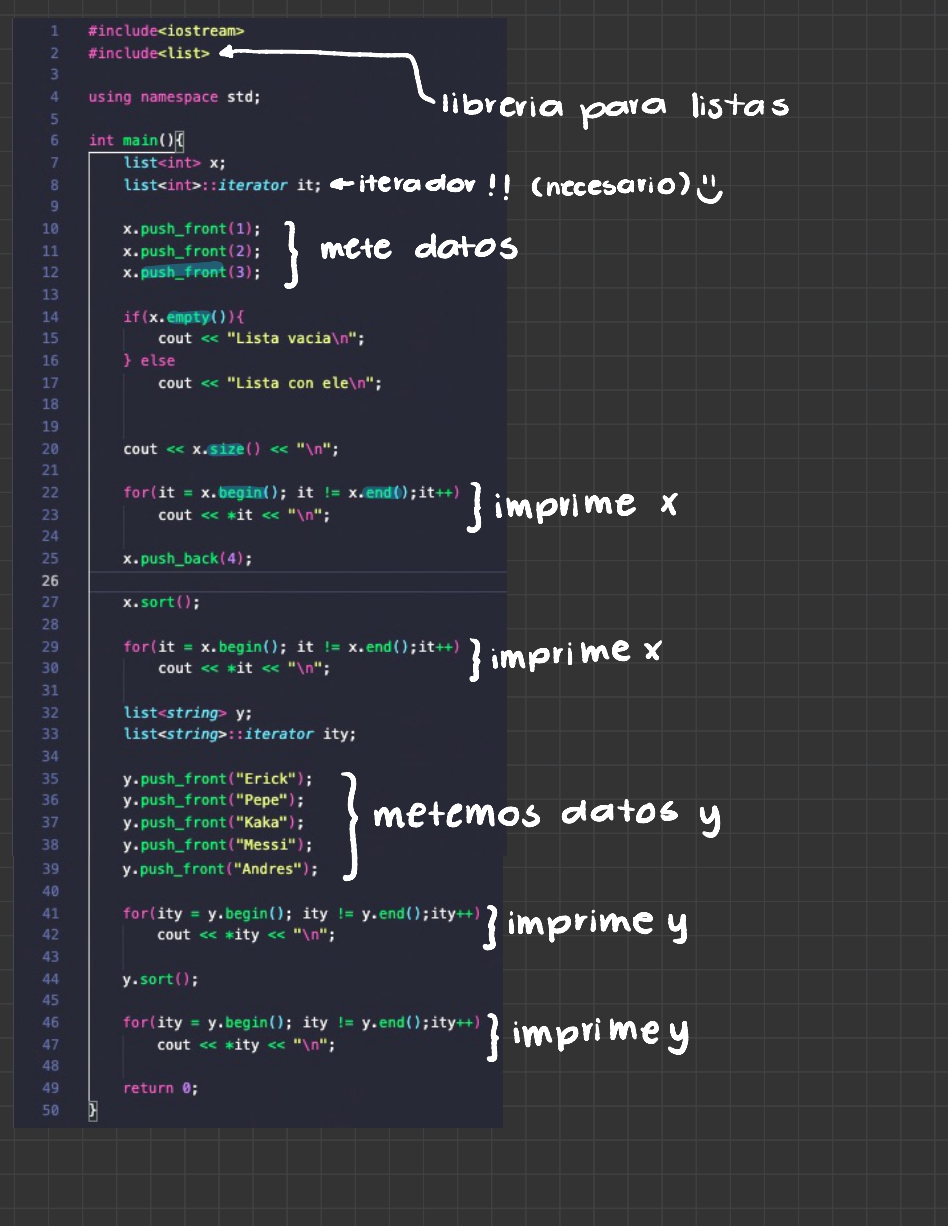 1 #include<iostream>
2 #include<list>
3
libreria para listas
4 using namespace std;
5
6 int main(){
7 list<int> x;
8 list<int>::iterator it; ←iterador !! (necesario)
9
10 x.push_front(1);
11 x.push_front(2); } mete datos
12 x.push_front(3);
13
14 if(x.empty()){
15 cout << "Lista vacia\n";
16 } else
17 cout << "Lista con ele\n";
18
19
20 cout << x.size() << "\n";
21
22 for(it = x.begin(); it != x.end();it++) } imprime x
23 cout << *it << "\n";
24
25 x.push_back(4);
26
27 x.sort();
28
29 for(it = x.begin(); it != x.end();it++) } imprime x
30 cout << *it << "\n";
31
32 list<string> y;
33 list<string>::iterator ity;
34
35 y.push_front("Erick");
36 y.push_front("Pepe");
37 y.push_front("Kaka"); } metemos datos y
38 y.push_front("Messi");
39 y.push_front("Andres");
40
41 for(ity = y.begin(); ity != y.end();ity++) } imprime y
42 cout << *ity << "\n";
43
44 y.sort();
45
46 for(ity = y.begin(); ity != y.end();ity++) } imprime y
47 cout << *ity << "\n";
48
49 return 0;
50 }